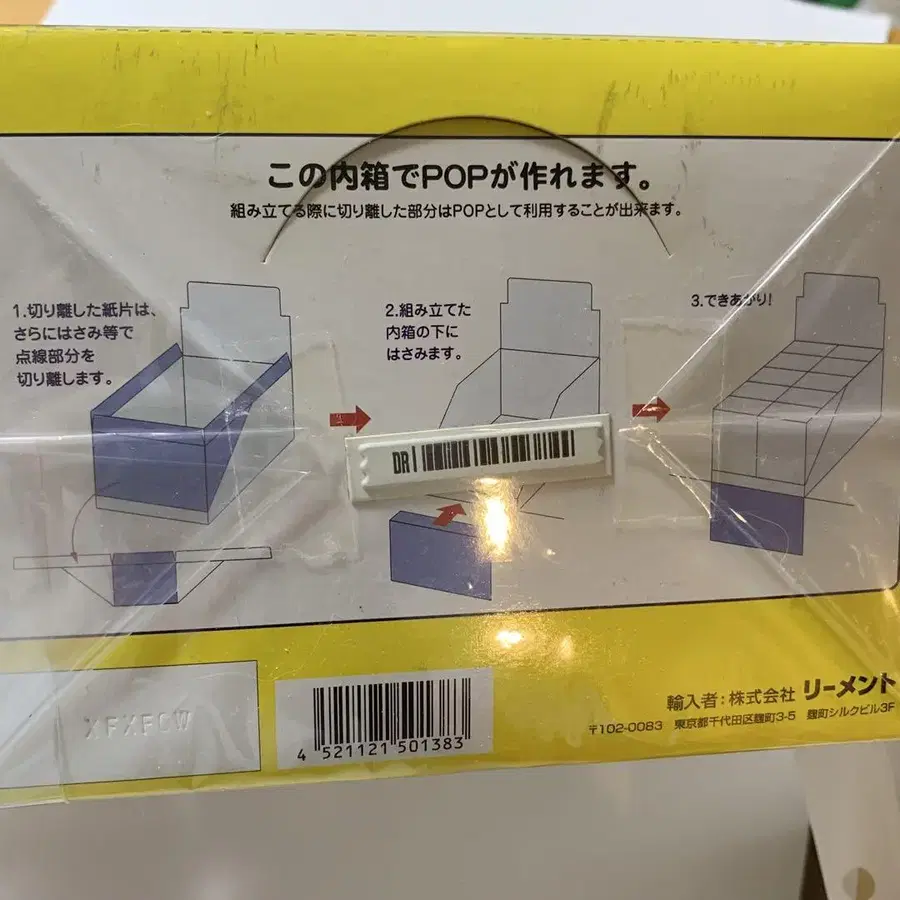 この内箱でPOPが作れます。
組み立てる際に切り離した部分はPOPとして利用することが出来ます。
1.切り離した紙片は、
さらにはさみ等で
点線部分を
切り離します。
2.組み立てた
内箱の下に
はさみます。
3.できあがり!
DR
XFXFCW
4 521121 501383
輸入者:株式会社 リーメント
〒102-0083 東京都千代田区麹町3-5 麹町シルクビル3F